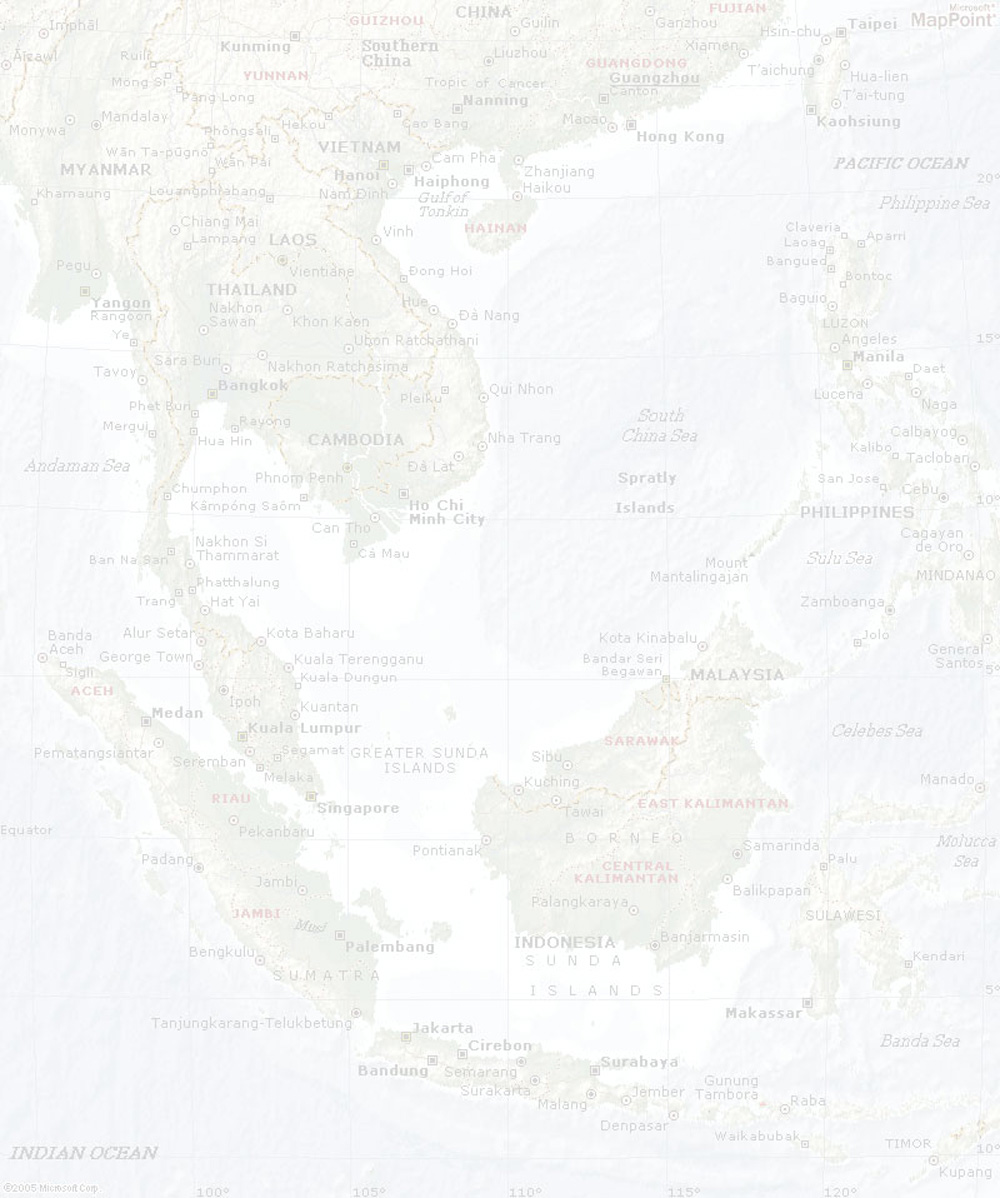 Microsoft®
MapPoint®
CHINA
GUIZHOU
FUJIAN
Guilin
Ganzhou
Imphāl
Hsin-chu
Taipei
Kunming
Southern
China
Xiamen
Liuzhou
Āīzawl
Ruili
GUANGDONG
T'aichung
YUNNAN
Mong Si
Tropic of Cancer
Guangzhou
Canton
Hua-lien
Pang Long
Nanning
T'ai-tung
Mandalay
Monywa
Phôngsali
Hekou
Cao Bang
Macao
Kaohsiung
Hong Kong
Wān Ta-pūgnö
VIETNAM
Wān Pai
Cam Pha
PACIFIC OCEAN
MYANMAR
Hanoi
Zhanjiang
Haiphong
20°
Khamaung
Louangphrabang
Nam Dinh
Haikou
Gulf of
Tonkin
Philippine Sea
Chiang Mai
HAINAN
Claveria
Lampang
LAOS
Vinh
Laoag
Aparri
Pegu
Vientiane
Dong Hoi
Bangued
Bontoc
THAILAND
Yangon
Rangoon
Nakhon
Sawan
Hue
Baguio
Khon Kaen
Đà Nang
LUZON
Ye
Ubon Ratchathani
Angeles
15°
Sara Buri
Nakhon Ratchasima
Manila
Tavoy
Bangkok
Daet
Pleiku
Qui Nhon
Lucena
Phet Buri
Naga
Mergui
Rayong
South
China Sea
Hua Hin
CAMBODIA
Nha Trang
Calbayog
Kalibo
Andaman Sea
Đà Lat
Tacloban
Phnom Penh
Spratly
Islands
San Jose
Chumphon
Cebu
Kâmpóng Saôm
Ho Chi
Minh City
10°
PHILIPPINES
Can Tho
Cagayan
de Oro
Nakhon Si
Thammarat
Cà Mau
Ban Na San
Sulu Sea
Mount
Mantalingajan
MINDANAO
Phatthalung
Trang
Hat Yai
Zamboanga
Banda
Aceh
Alur Setar
Kota Baharu
Kota Kinabalu
Jolo
George Town
Kuala Terengganu
Bandar Seri
Begawan
General
Santos
Sigli
Kuala Dungun
MALAYSIA
5°
ACEH
Ipoh
Kuantan
Medan
Kuala Lumpur
Celebes Sea
SARAWAK
Pematangsiantar
Segamat
GREATER SUNDA
ISLANDS
Seremban
Sibu
Melaka
Kuching
Manado
RIAU
Singapore
EAST KALIMANTAN
Tawai
Equator
Pekanbaru
BORNEO
Pontianak
Samarinda
Molucca
Sea
Padang
CENTRAL
KALIMANTAN
Palu
Jambi
Balikpapan
JAMBI
Palangkaraya
SULAWESI
Musi
Palembang
INDONESIA
Banjarmasin
Bengkulu
SUNDA
ISLANDS
Kendari
SUMATRA
5°
Makassar
Tanjungkarang-Telukbetung
Jakarta
Cirebon
Banda Sea
Bandung
Semarang
Surabaya
Surakarta
Jember
Gunung
Tambora
Malang
Raba
Denpasar
Waikabubak
TIMOR
10°
INDIAN OCEAN
Kupang
©2005 Microsoft Corp
100°
105°
110°
115°
120°